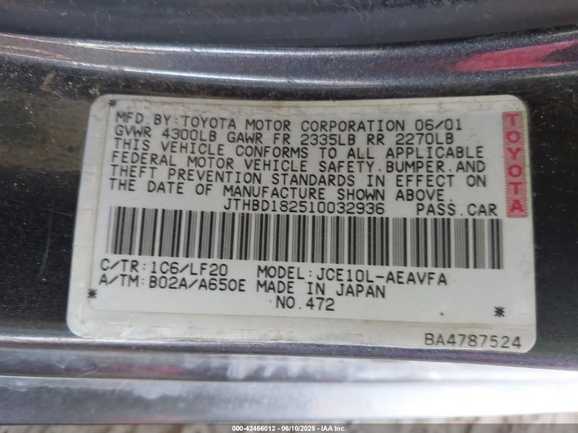 MFD. BY: TOYOTA MOTOR CORPORATION 06/01
GVWR 4300LB GAWR FR 2335LB RR 2270LB
THIS VEHICLE CONFORMS TO ALL APPLICABLE
FEDERAL MOTOR VEHICLE SAFETY, BUMPER, AND
THEFT PREVENTION STANDARDS IN EFFECT ON
THE DATE OF MANUFACTURE SHOWN ABOVE.
JTHBD182510032936 PASS. CAR
TOYOTA
C/TR: 1C6/LF20 MODEL: JCE10L-AEAVFA
A/TM: B02A/A650E MADE IN JAPAN
NO. 472
BA4787524
000-42466012 - 06/10/2025 - IAA Inc.